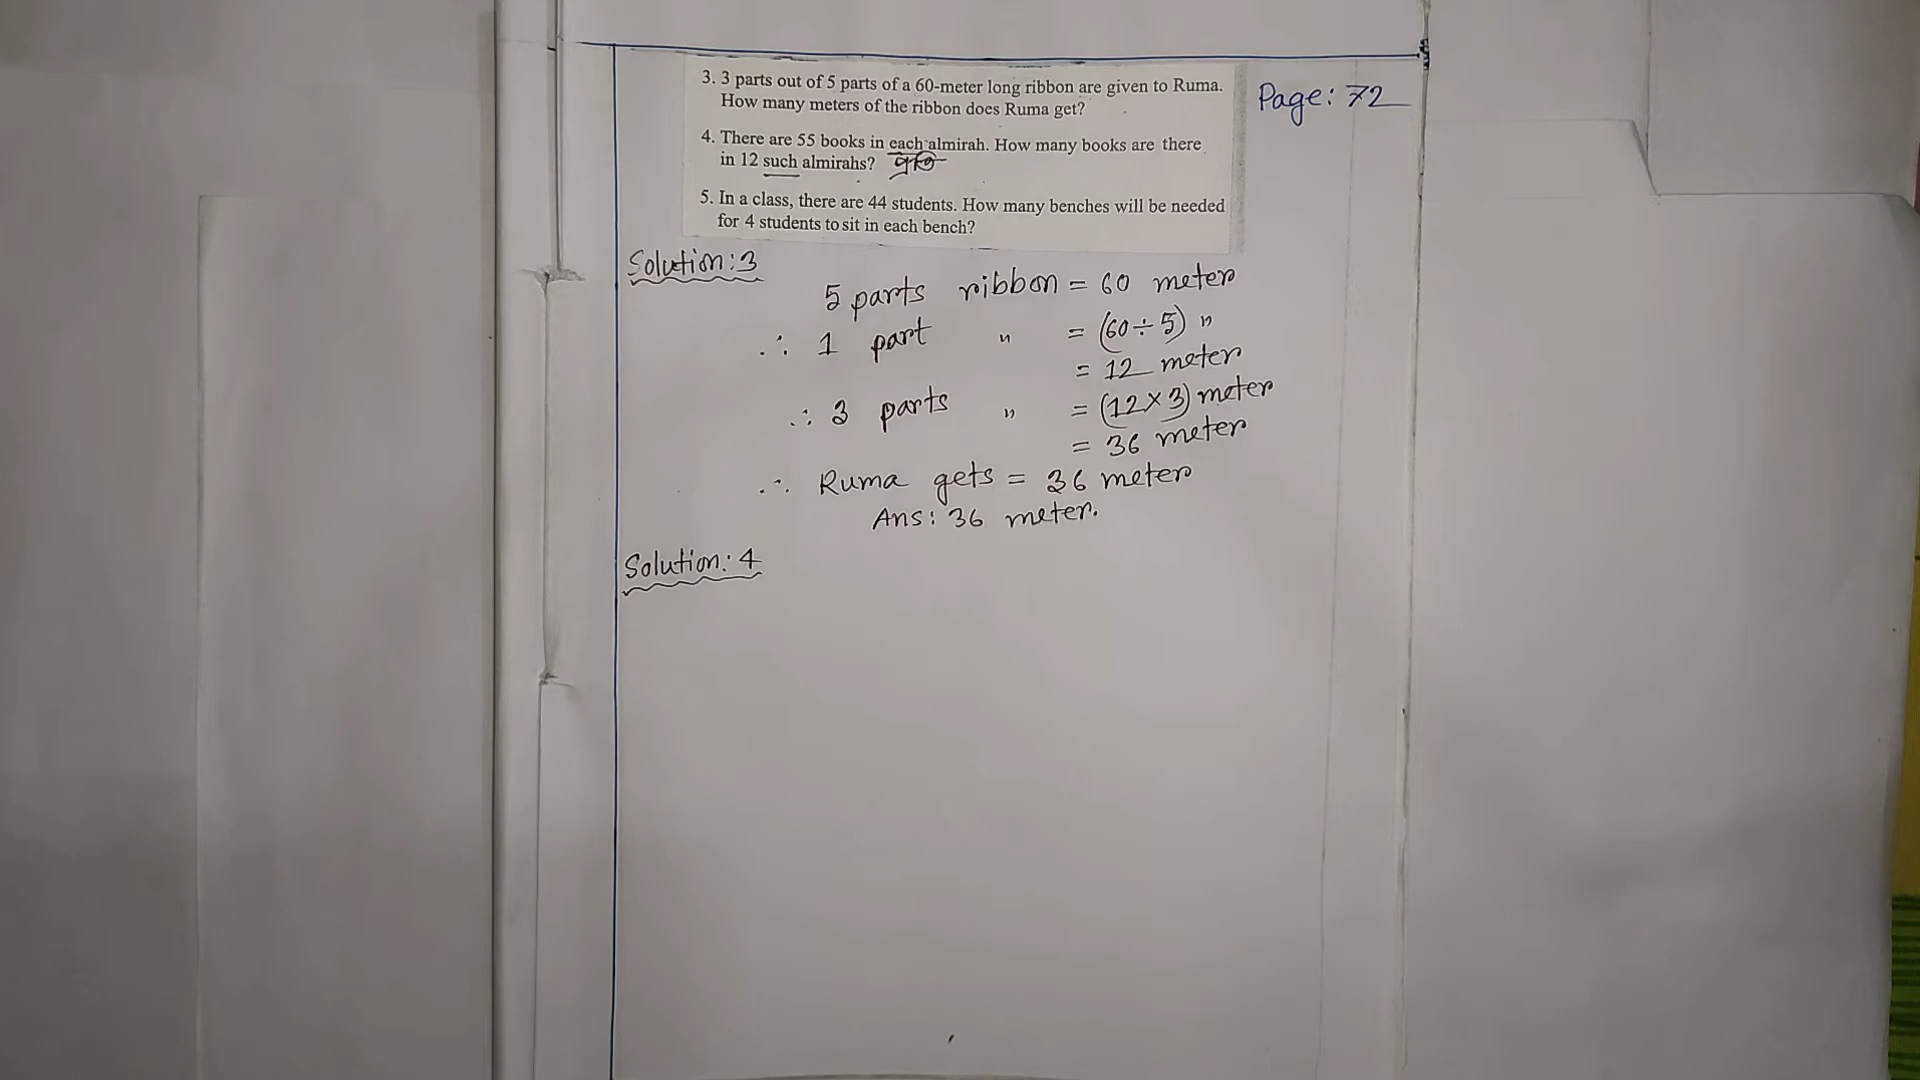 3. 3 parts out of 5 parts of a 60-meter long ribbon are given to Ruma.
How many meters of the ribbon does Ruma get?
Page: 72
4. There are 55 books in each almirah. How many books are there
in 12 such almirahs? প্রতি
5. In a class, there are 44 students. How many benches will be needed
for 4 students to sit in each bench?
Solution:3
5 parts ribbon = 60 meter
∴ 1 part " = (60÷5) "
= 12 meter
∴ 3 parts " = (12×3) meter
= 36 meter
∴ Ruma gets = 36 meter
Ans: 36 meter.
Solution: 4